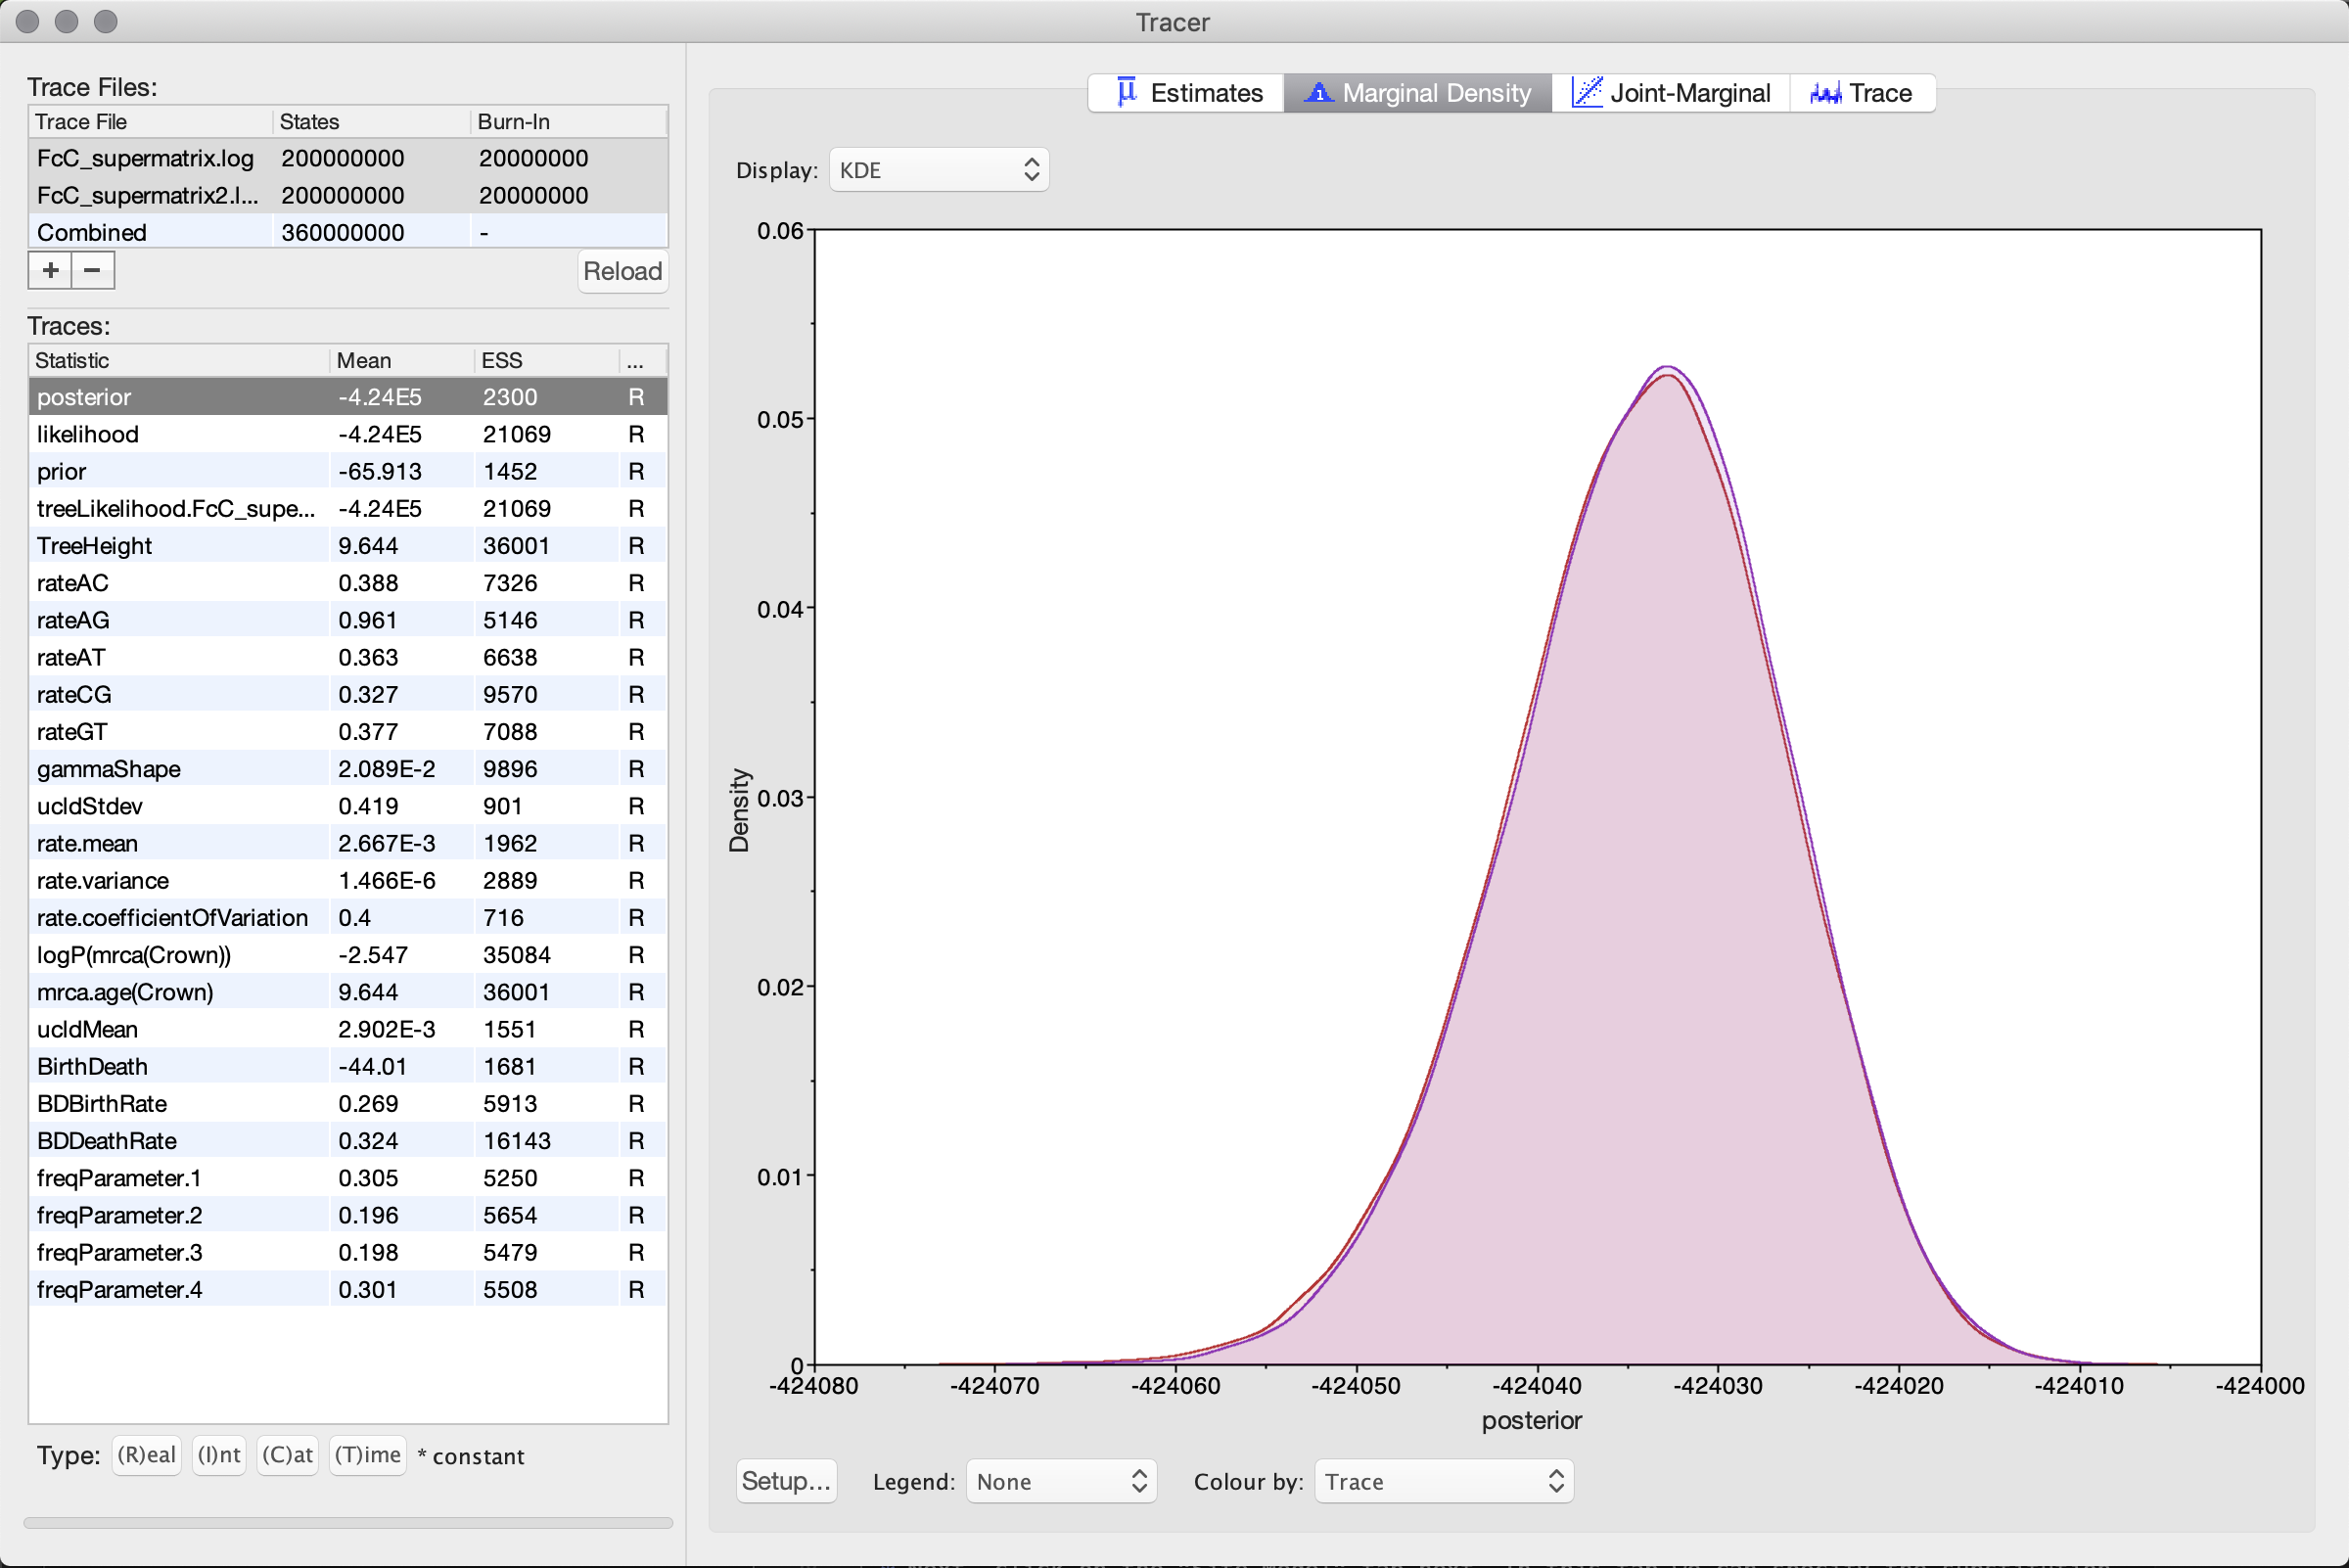 Tracer
Trace Files:
Trace File States Burn-In
FcC_supermatrix.log 200000000 20000000
FcC_supermatrix2.l... 200000000 20000000
Combined 360000000 -
+ −
Reload
Traces:
Statistic Mean ESS ...
posterior -4.24E5 2300 R
likelihood -4.24E5 21069 R
prior -65.913 1452 R
treeLikelihood.FcC_supe... -4.24E5 21069 R
TreeHeight 9.644 36001 R
rateAC 0.388 7326 R
rateAG 0.961 5146 R
rateAT 0.363 6638 R
rateCG 0.327 9570 R
rateGT 0.377 7088 R
gammaShape 2.089E-2 9896 R
ucldStdev 0.419 901 R
rate.mean 2.667E-3 1962 R
rate.variance 1.466E-6 2889 R
rate.coefficientOfVariation 0.4 716 R
logP(mrca(Crown)) -2.547 35084 R
mrca.age(Crown) 9.644 36001 R
ucldMean 2.902E-3 1551 R
BirthDeath -44.01 1681 R
BDBirthRate 0.269 5913 R
BDDeathRate 0.324 16143 R
freqParameter.1 0.305 5250 R
freqParameter.2 0.196 5654 R
freqParameter.3 0.198 5479 R
freqParameter.4 0.301 5508 R
Type: (R)eal (I)nt (C)at (T)ime * constant
Estimates Marginal Density Joint-Marginal Trace
Display: KDE
0.06
0.05
0.04
0.03
0.02
0.01
0
Density
-424080 -424070 -424060 -424050 -424040 -424030 -424020 -424010 -424000
posterior
Setup... Legend: None Colour by: Trace